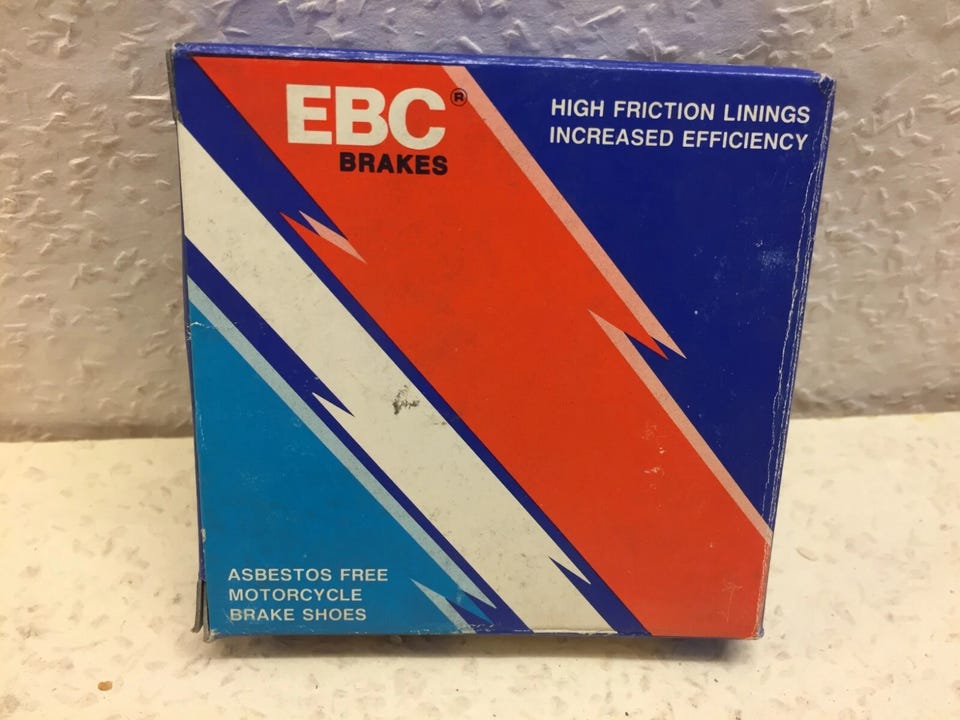 EBC®
BRAKES
HIGH FRICTION LININGS
INCREASED EFFICIENCY
ASBESTOS FREE
MOTORCYCLE
BRAKE SHOES